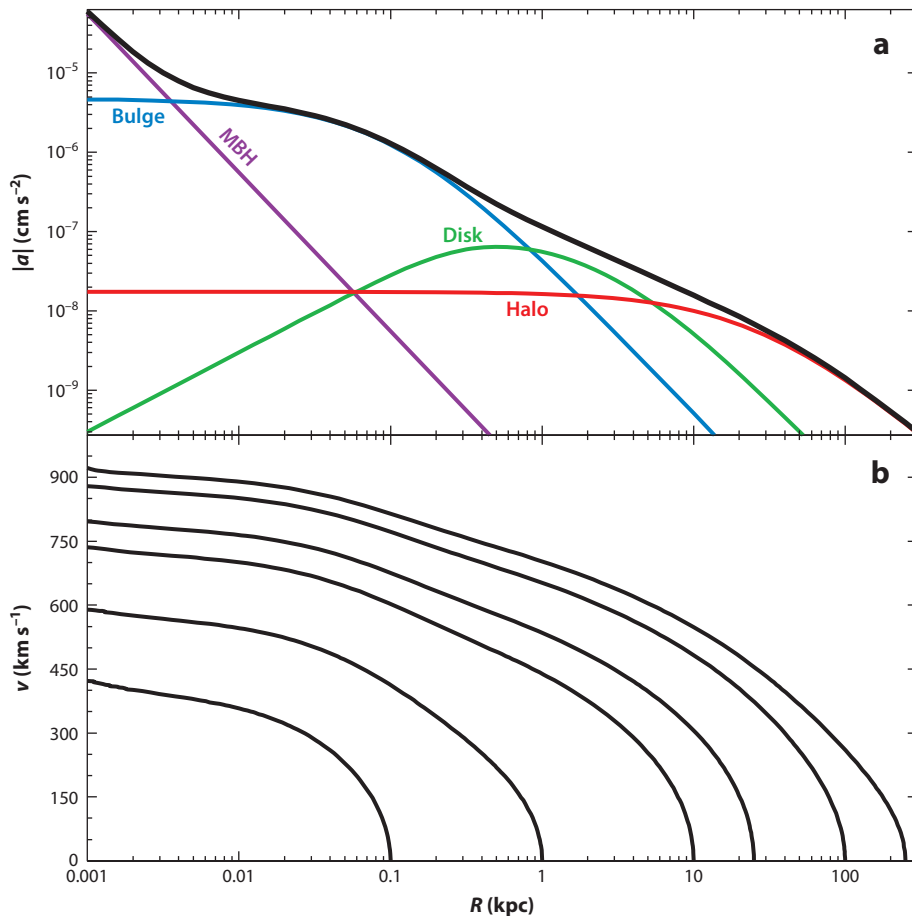 a
10⁻⁵
10⁻⁶
10⁻⁷
10⁻⁸
10⁻⁹
|a| (cm s⁻²)
Bulge
MBH
Disk
Halo
b
900
750
600
450
300
150
0
v (km s⁻¹)
0.001 0.01 0.1 1 10 100
R (kpc)